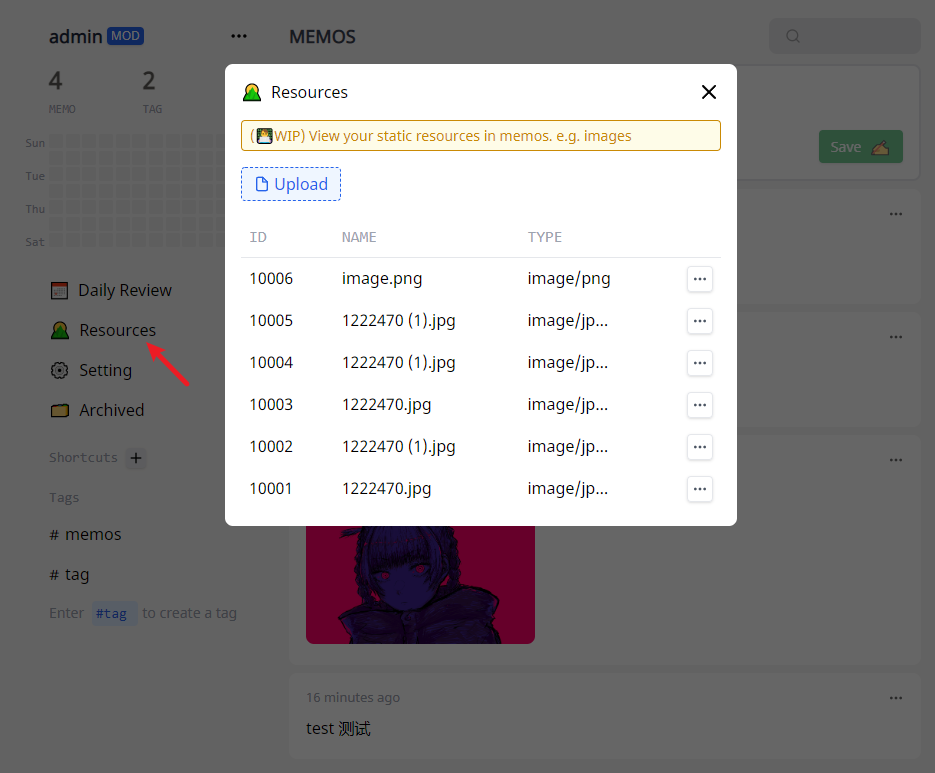 admin MOD
MEMOS
4
2
MEMO
TAG
Sun
Tue
Thu
Sat
Daily Review
Resources
Setting
Archived
Shortcuts
Tags
# memos
# tag
Enter #tag to create a tag
Resources
(🧑‍💻WIP) View your static resources in memos. e.g. images
Upload
ID NAME TYPE
10006 image.png image/png
10005 1222470 (1).jpg image/jp...
10004 1222470 (1).jpg image/jp...
10003 1222470.jpg image/jp...
10002 1222470 (1).jpg image/jp...
10001 1222470.jpg image/jp...
Save
16 minutes ago
test 测试